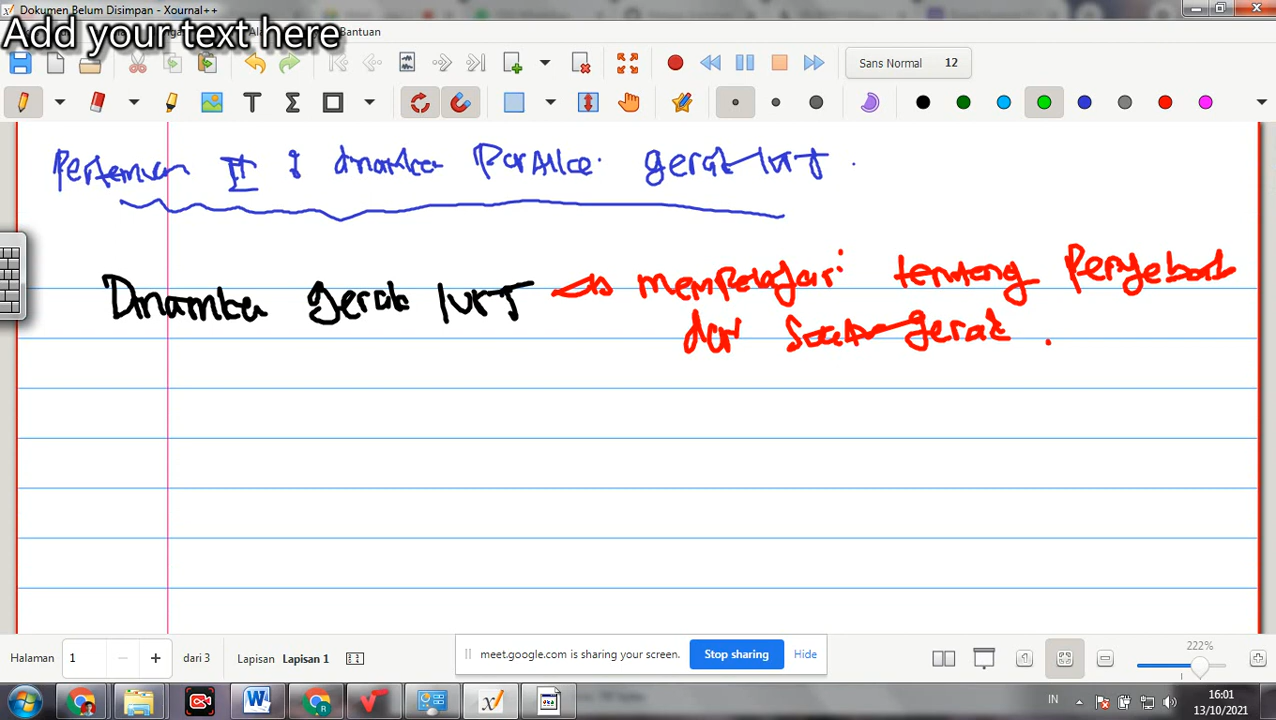 Dokumen Belum Disimpan - Xournal++
Add your text here
Bantuan
Sans Normal 12
Pertemuan II : dinamika Partikel gerak lurus
Dinamika gerak lurus → mempelajari tentang Penyebab
dari suatu gerak.
meet.google.com is sharing your screen. Stop sharing Hide
222%
Halaman 1 dari 3 Lapisan Lapisan 1
IN 16:01
13/10/2021